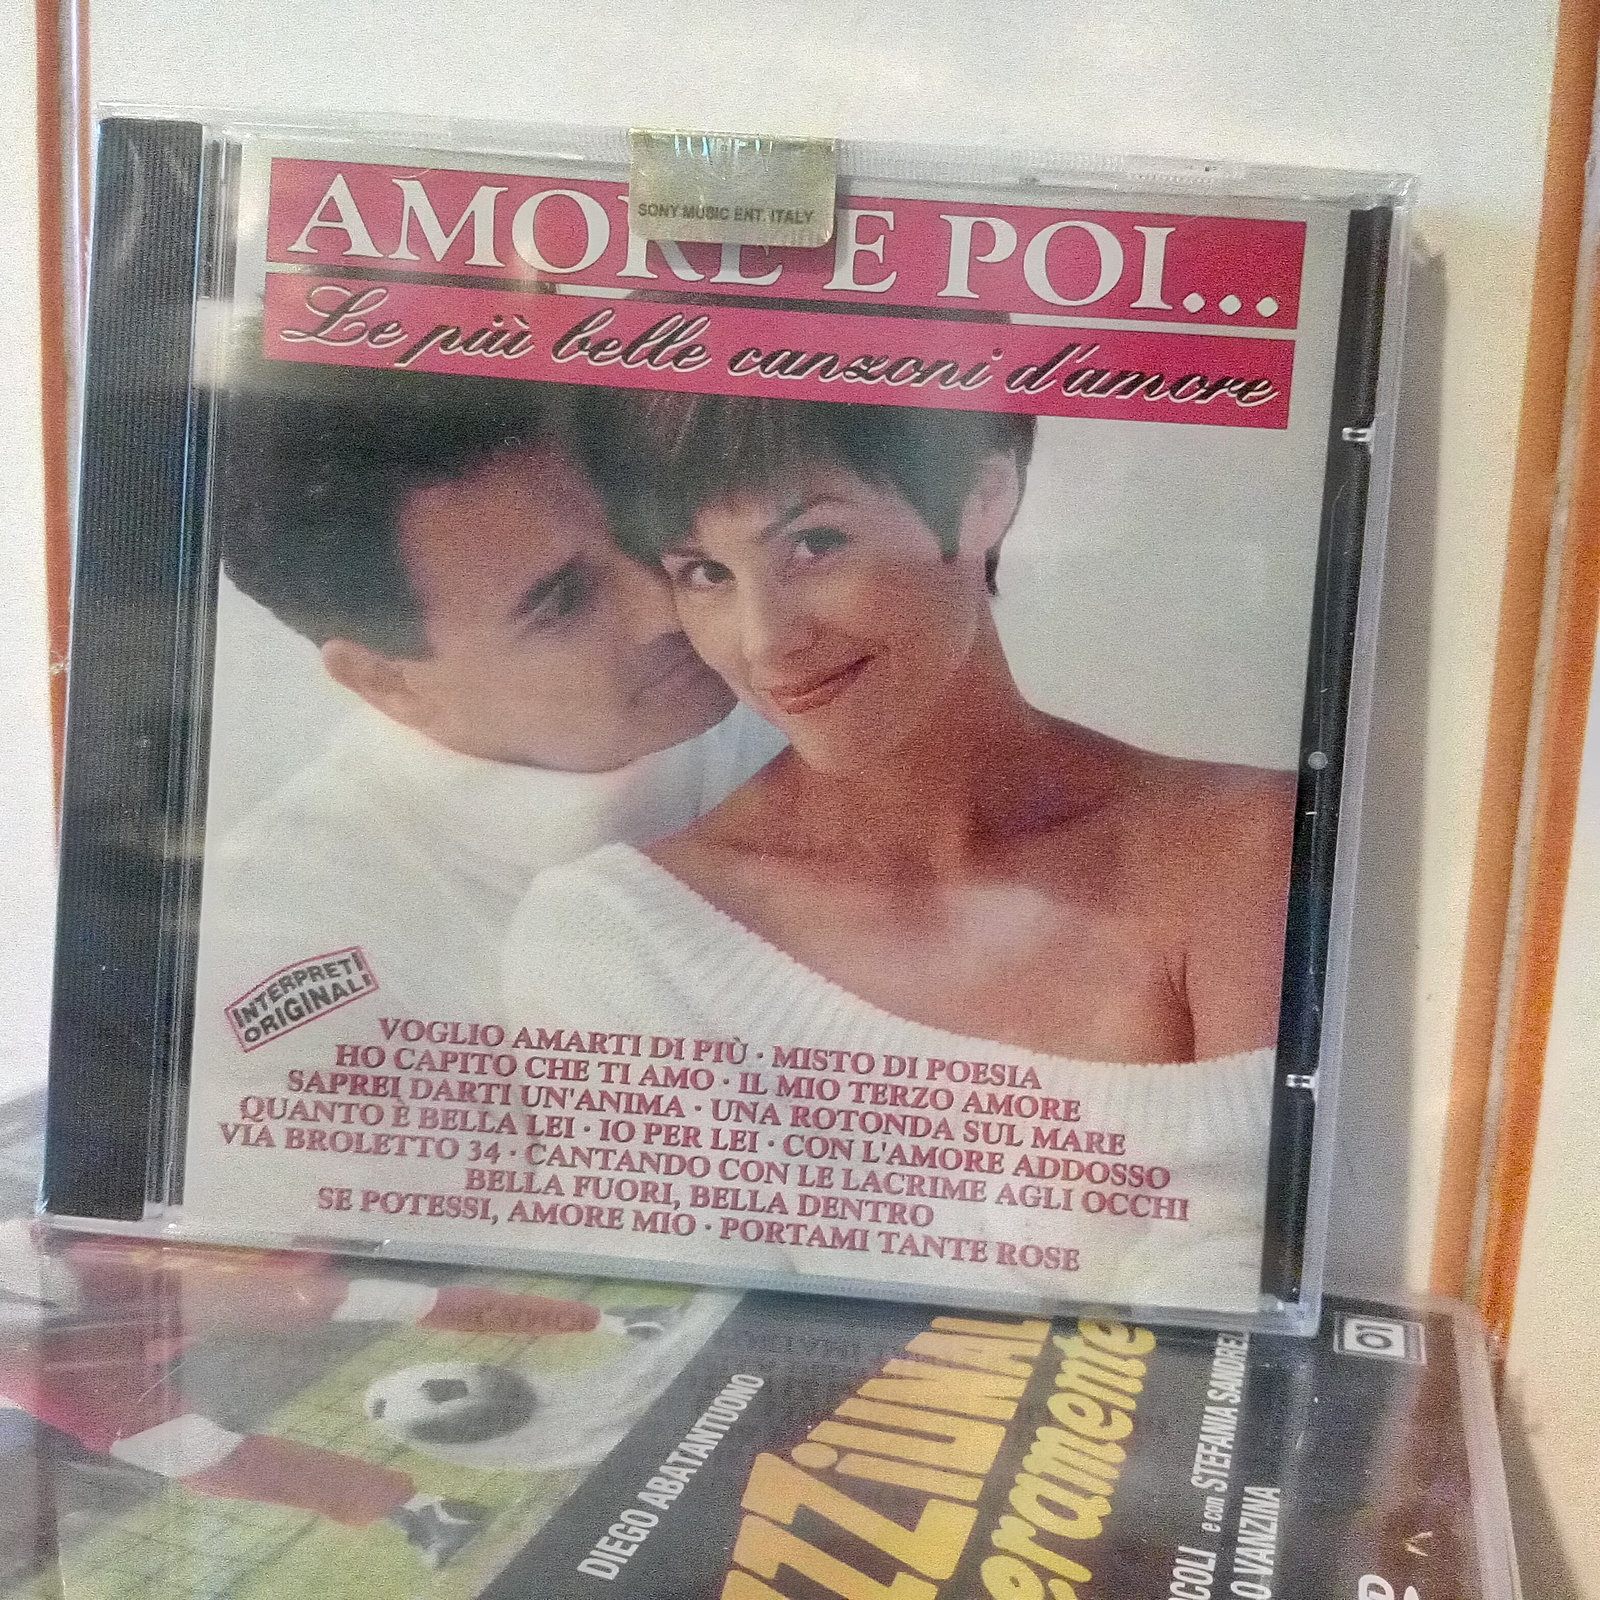 AMORE E POI...
SONY MUSIC ENT. ITALY
Le più belle canzoni d'amore
INTERPRETI
ORIGINALI
VOGLIO AMARTI DI PIÙ · MISTO DI POESIA
HO CAPITO CHE TI AMO · IL MIO TERZO AMORE
SAPREI DARTI UN'ANIMA · UNA ROTONDA SUL MARE
QUANTO È BELLA LEI · IO PER LEI · CON L'AMORE ADDOSSO
VIA BROLETTO 34 · CANTANDO CON LE LACRIME AGLI OCCHI
BELLA FUORI, BELLA DENTRO
SE POTESSI, AMORE MIO · PORTAMI TANTE ROSE
DIEGO ABATANTUONO
e con STEFANIA
VANZINA
01